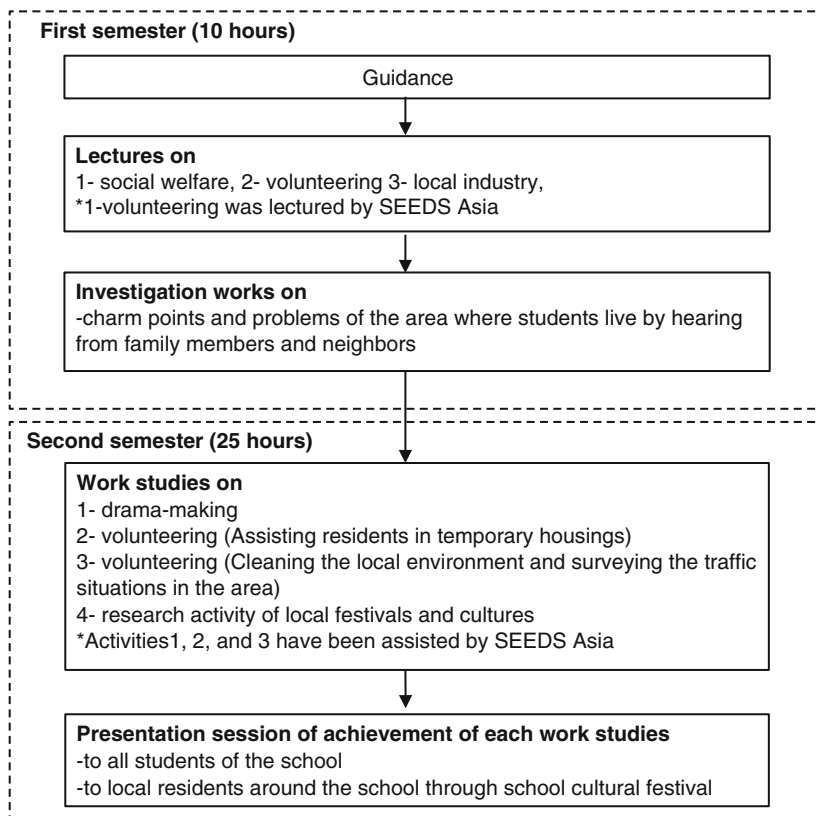 First semester (10 hours)
Guidance
Lectures on
1- social welfare, 2- volunteering 3- local industry,
*1-volunteering was lectured by SEEDS Asia
Investigation works on
-charm points and problems of the area where students live by hearing
from family members and neighbors
Second semester (25 hours)
Work studies on
1- drama-making
2- volunteering (Assisting residents in temporary housings)
3- volunteering (Cleaning the local environment and surveying the traffic
situations in the area)
4- research activity of local festivals and cultures
*Activities1, 2, and 3 have been assisted by SEEDS Asia
Presentation session of achievement of each work studies
-to all students of the school
-to local residents around the school through school cultural festival